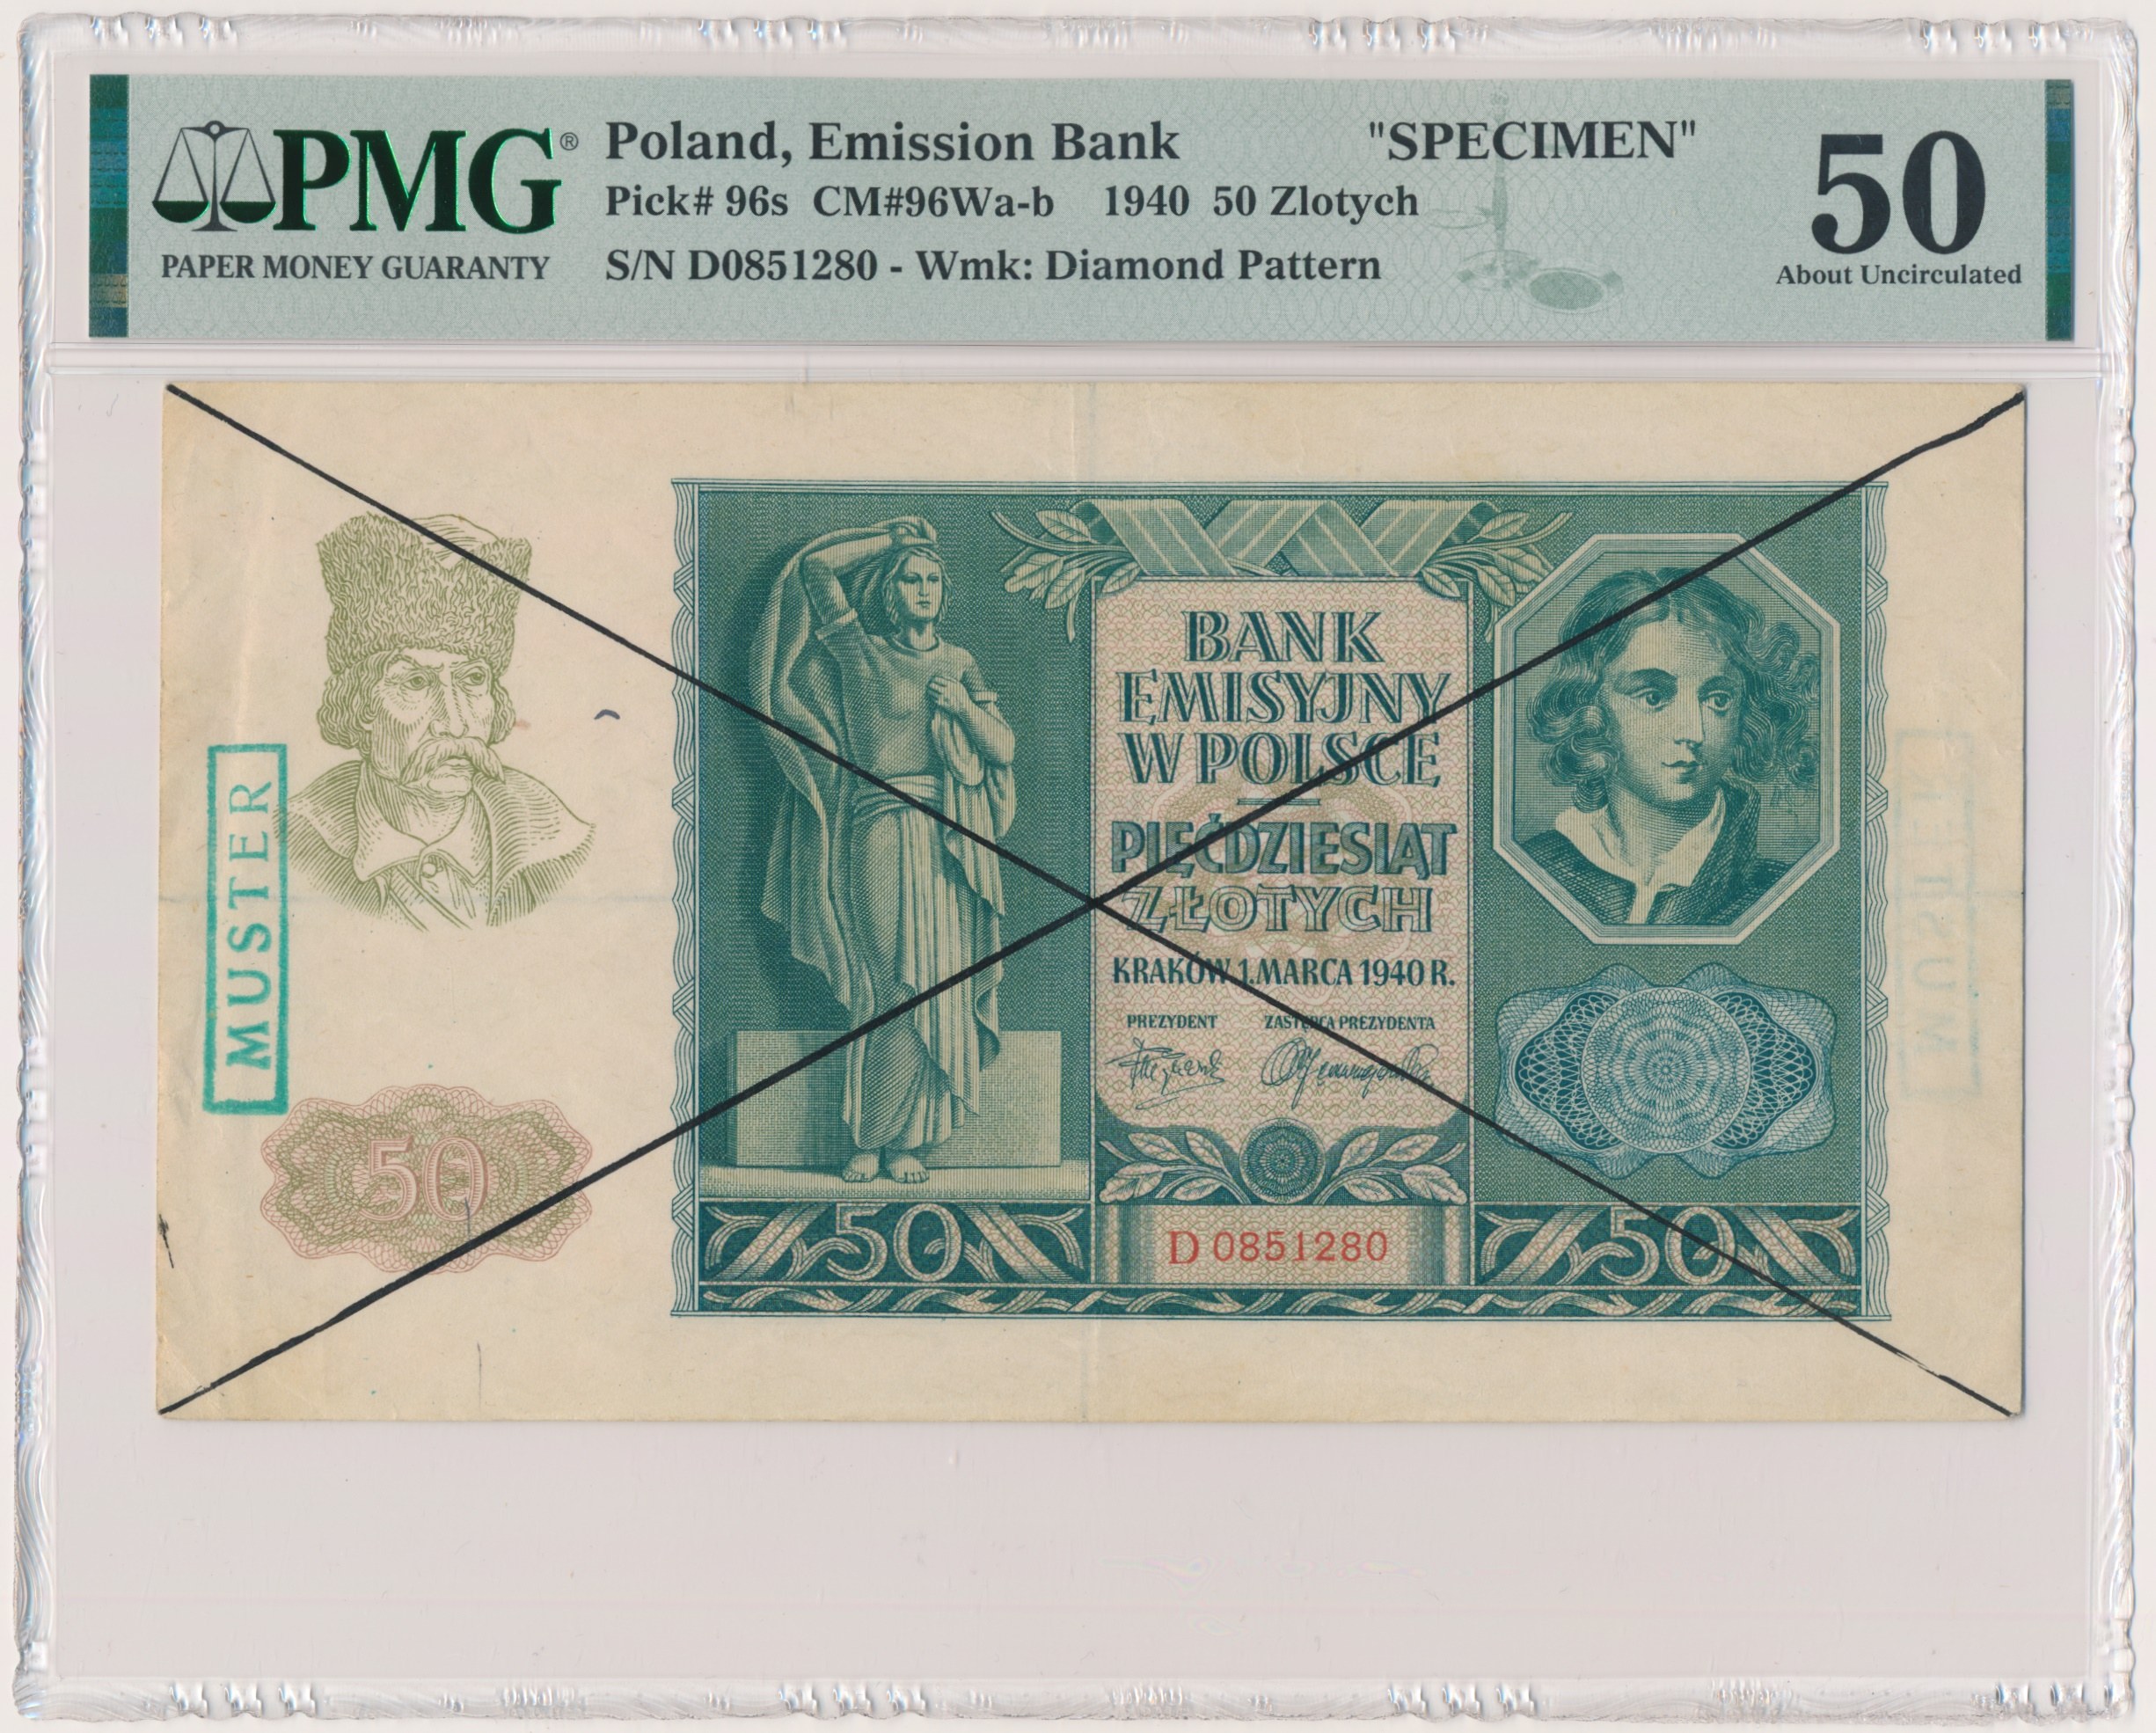 PMG®
PAPER MONEY GUARANTY
Poland, Emission Bank "SPECIMEN"
Pick# 96s CM#96Wa-b 1940 50 Zlotych
S/N D0851280 - Wmk: Diamond Pattern
50
About Uncirculated
MUSTER
50
BANK
EMISYJNY
W POLSCE
PIĘĆDZIESIĄT
ZŁOTYCH
KRAKÓW 1. MARCA 1940 R.
PREZYDENT ZASTĘPCA PREZYDENTA
50
D 0851280
50
MUSTER